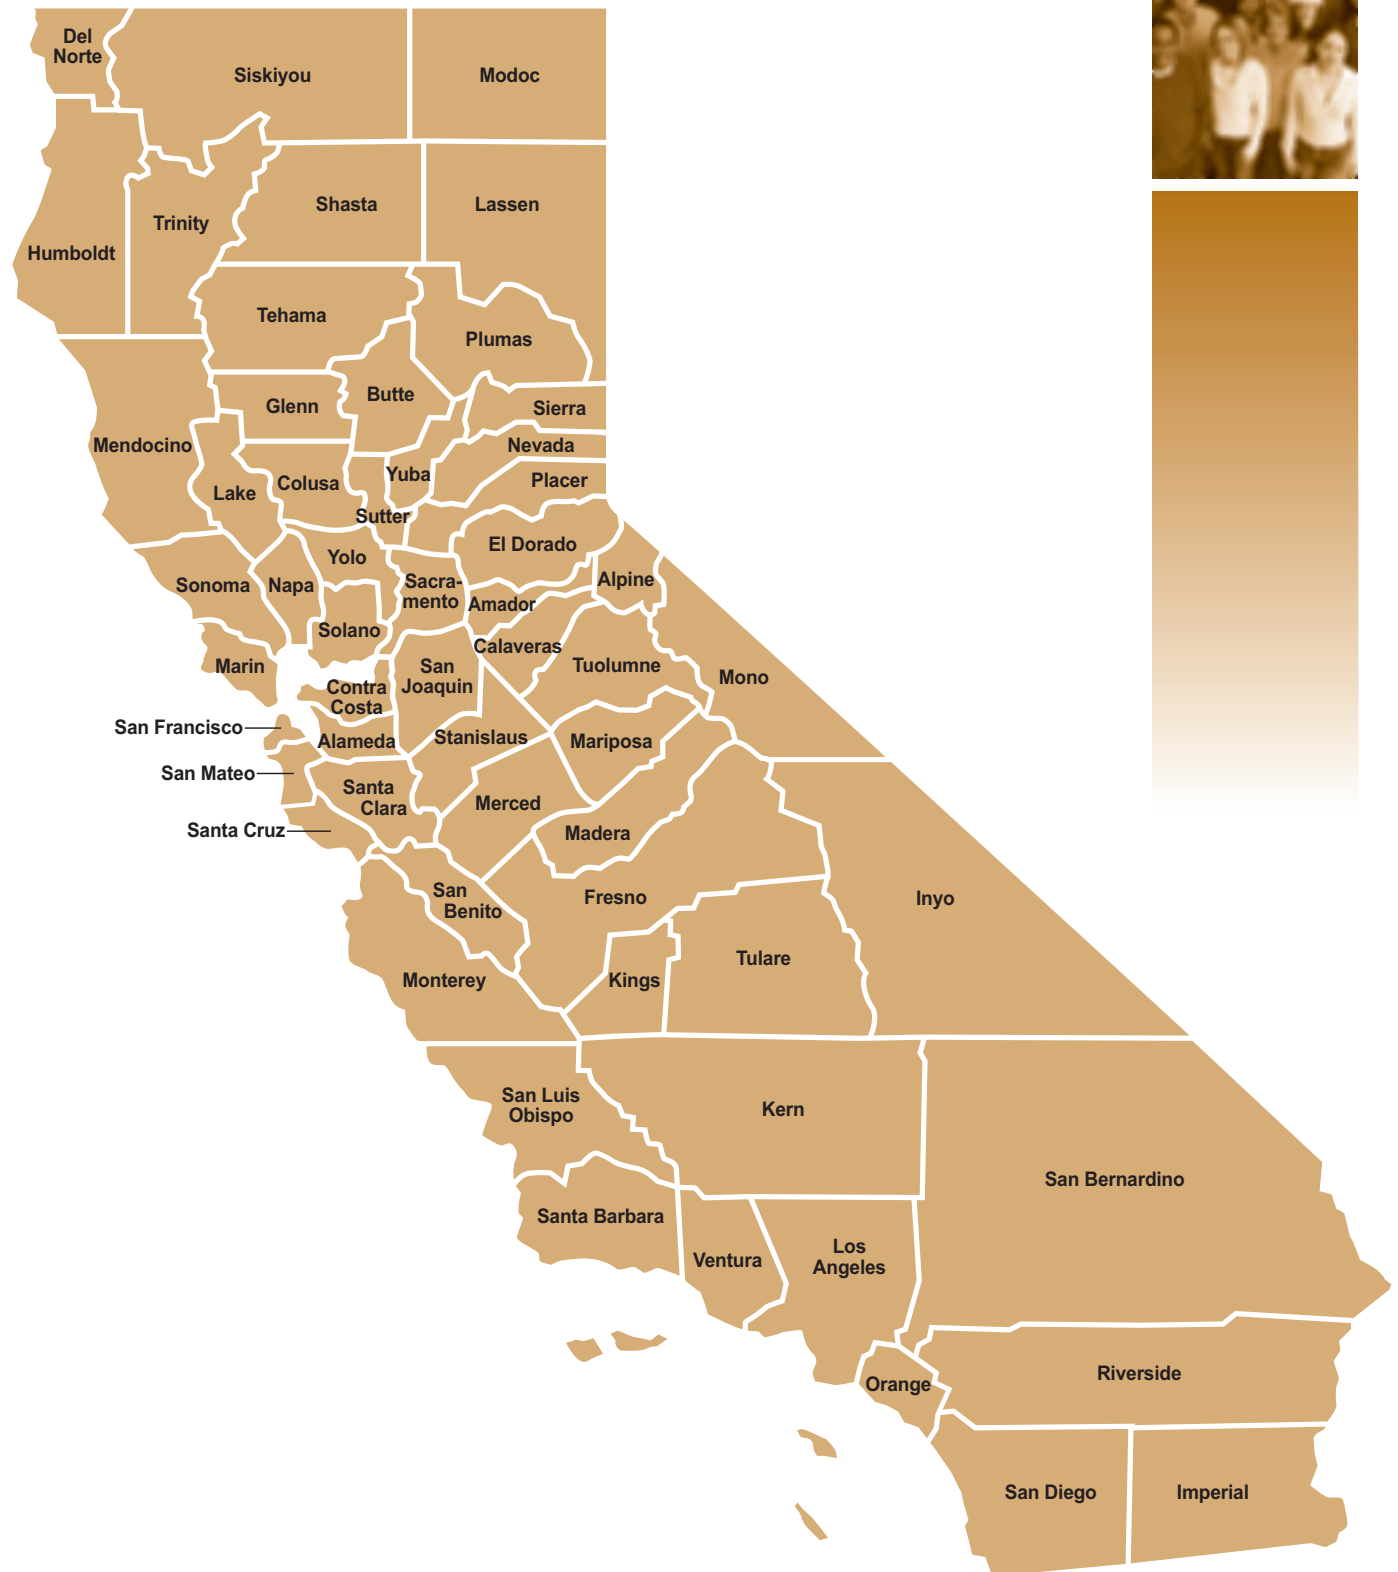 Del
Norte
Siskiyou
Modoc
Shasta
Lassen
Trinity
Humboldt
Tehama
Plumas
Butte
Glenn
Sierra
Mendocino
Nevada
Yuba
Placer
Colusa
Lake
Sutter
El Dorado
Yolo
Sonoma
Napa
Sacra-
mento
Alpine
Amador
Solano
Calaveras
Marin
San
Joaquin
Tuolumne
Mono
Contra
Costa
San Francisco
Alameda
Stanislaus
Mariposa
San Mateo
Santa
Clara
Merced
Santa Cruz
Madera
San
Benito
Fresno
Inyo
Tulare
Monterey
Kings
San Luis
Obispo
Kern
San Bernardino
Santa Barbara
Ventura
Los
Angeles
Riverside
Orange
San Diego
Imperial